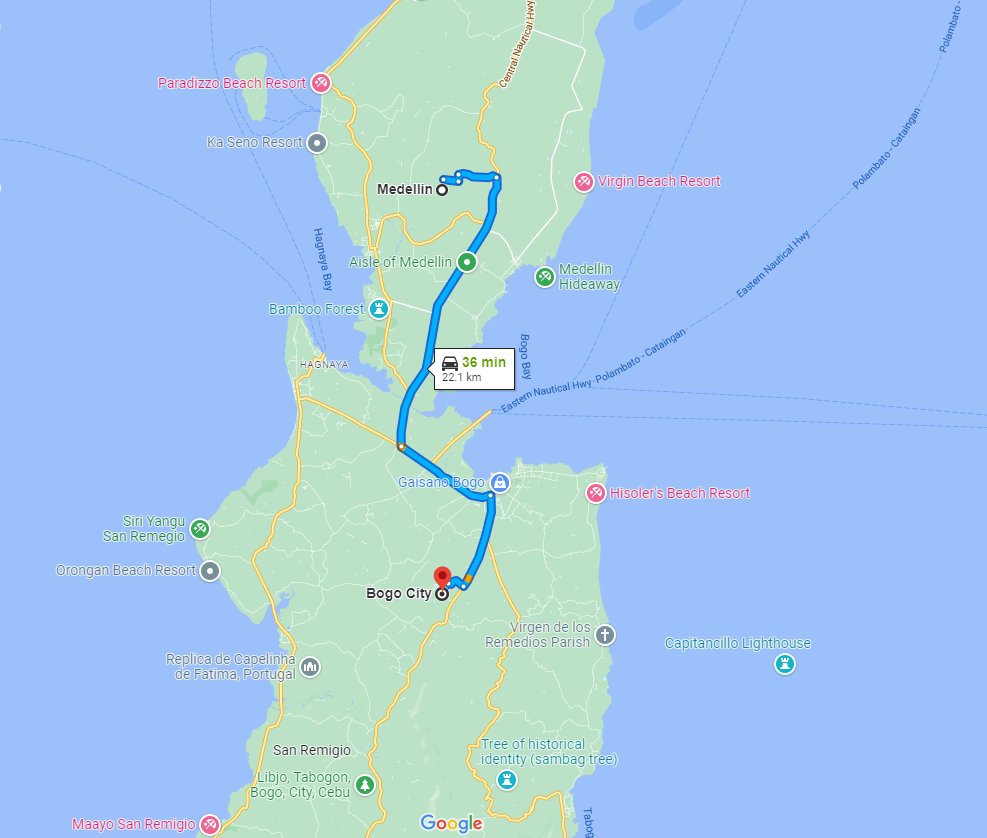 Polambato -
Central Nautical Hwy
Paradizzo Beach Resort
Ka Seno Resort
Polambato - Cataingan
Medellin
Virgin Beach Resort
Hagnaya Bay
Eastern Nautical Hwy
Aisle of Medellin
Medellin
Hideaway
Bamboo Forest
Bogo Bay
HAGNAYA
36 min
22.1 km
Eastern Nautical Hwy
Polambato - Cataingan
Gaisano Bogo
Hisoler's Beach Resort
Siri Yangu
San Remegio
Orongan Beach Resort
Bogo City
Virgen de los
Remedios Parish
Capitancillo Lighthouse
Replica de Capelinha
de Fatima, Portugal
San Remigio
Tree of historical
identity (sambag tree)
Libjo, Tabogon,
Bogo, City, Cebu
Maayo San Remigio
Google
Tabog